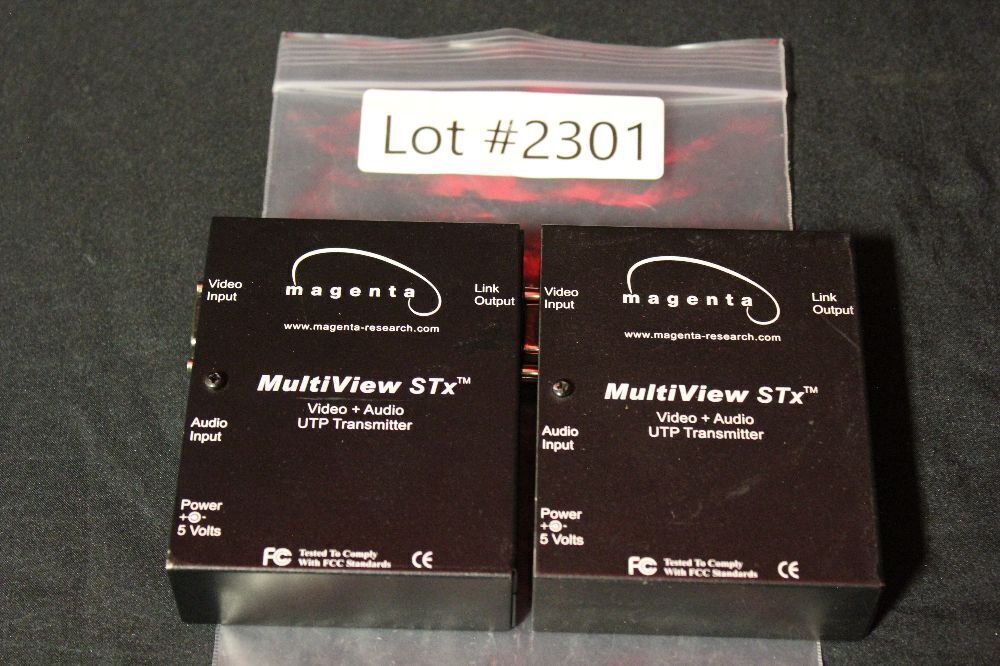 Lot #2301
magenta
www.magenta-research.com
Video
Input
Link
Output
MultiView STx™
Video + Audio
UTP Transmitter
Audio
Input
Power
+ -
5 Volts
FC Tested To Comply
With FCC Standards
CE
magenta
www.magenta-research.com
Video
Input
Link
Output
MultiView STx™
Video + Audio
UTP Transmitter
Audio
Input
Power
+ -
5 Volts
FC Tested To Comply
With FCC Standards
CE